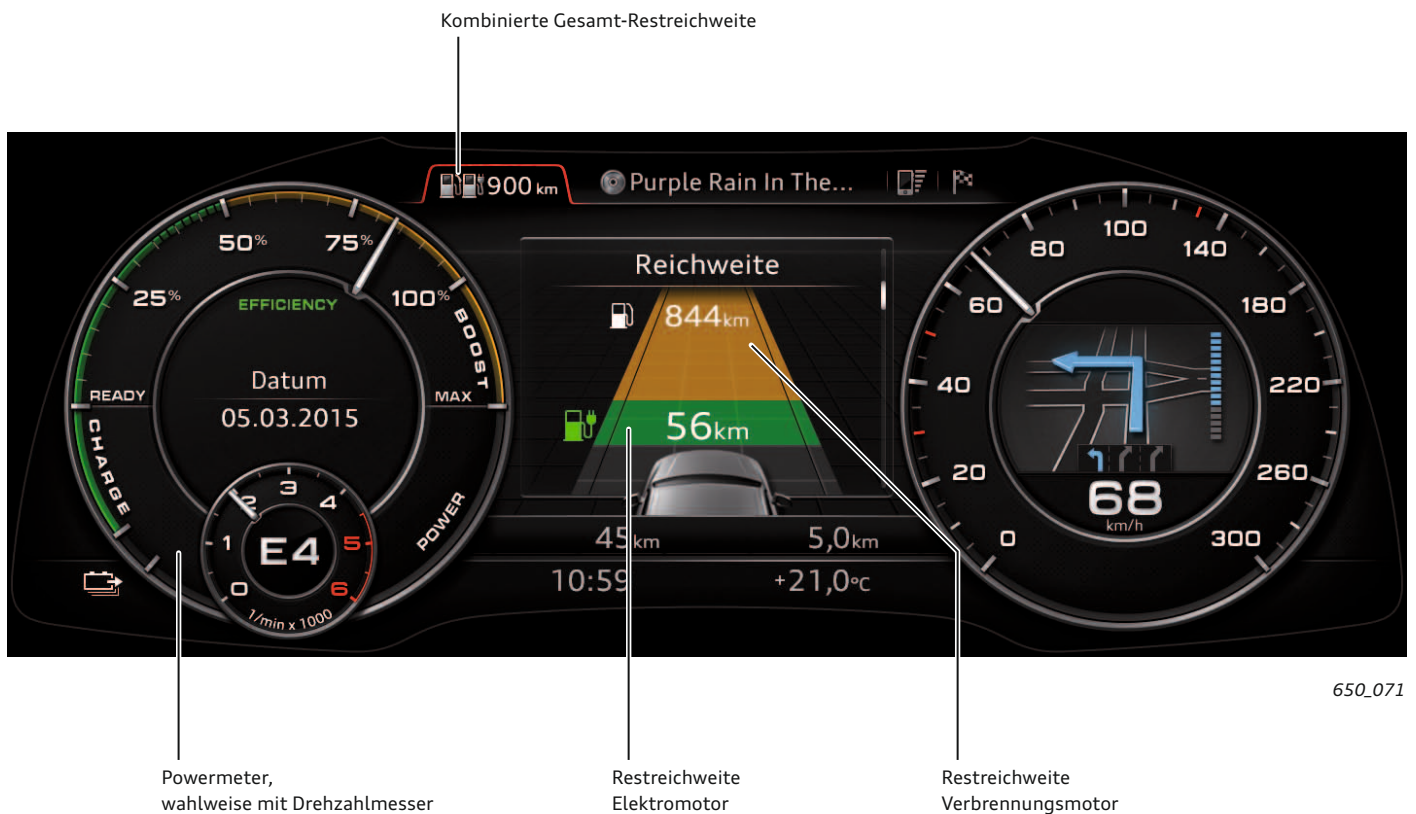 Kombinierte Gesamt-Restreichweite
900 km
Purple Rain In The...
50%
75%
25%
100%
EFFICIENCY
BOOST
READY
MAX
Datum
05.03.2015
CHARGE
POWER
0
1
2
3
4
5
6
E4
1/min x 1000
Reichweite
844km
56km
45km
5,0km
10:59
+21,0°C
0
20
40
60
80
100
140
180
220
260
300
68
km/h
650_071
Powermeter,
wahlweise mit Drehzahlmesser
Restreichweite
Elektromotor
Restreichweite
Verbrennungsmotor